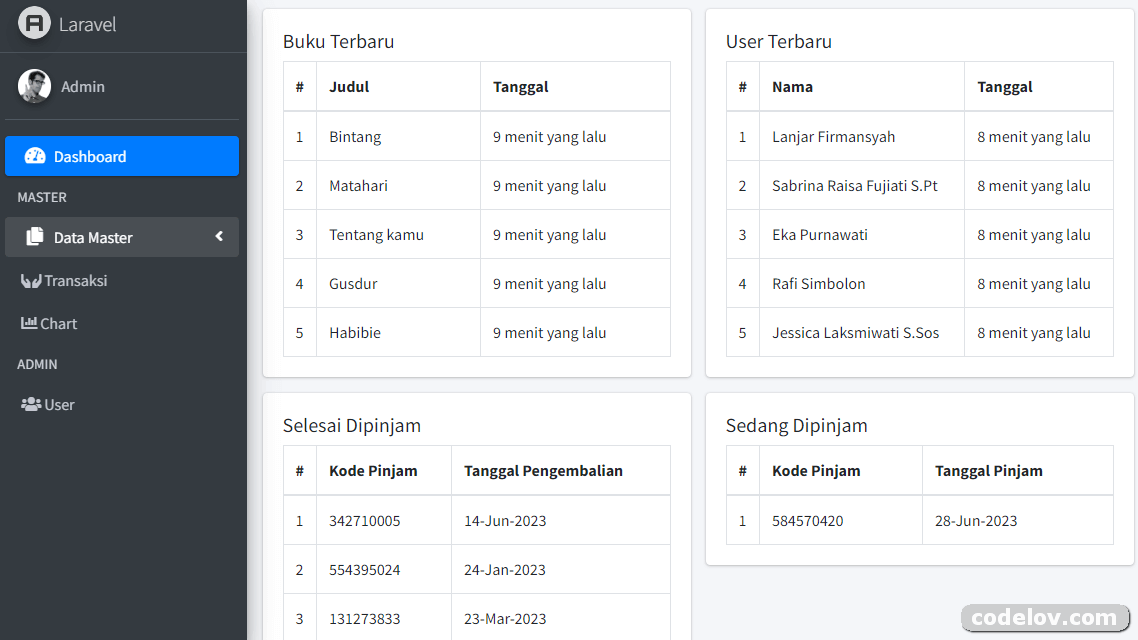 Laravel
Admin
Dashboard
MASTER
Data Master
Transaksi
Chart
ADMIN
User
Buku Terbaru
# Judul Tanggal
1 Bintang 9 menit yang lalu
2 Matahari 9 menit yang lalu
3 Tentang kamu 9 menit yang lalu
4 Gusdur 9 menit yang lalu
5 Habibie 9 menit yang lalu
User Terbaru
# Nama Tanggal
1 Lanjar Firmansyah 8 menit yang lalu
2 Sabrina Raisa Fujiati S.Pt 8 menit yang lalu
3 Eka Purnawati 8 menit yang lalu
4 Rafi Simbolon 8 menit yang lalu
5 Jessica Laksmiwati S.Sos 8 menit yang lalu
Selesai Dipinjam
# Kode Pinjam Tanggal Pengembalian
1 342710005 14-Jun-2023
2 554395024 24-Jan-2023
3 131273833 23-Mar-2023
Sedang Dipinjam
# Kode Pinjam Tanggal Pinjam
1 584570420 28-Jun-2023
codelov.com